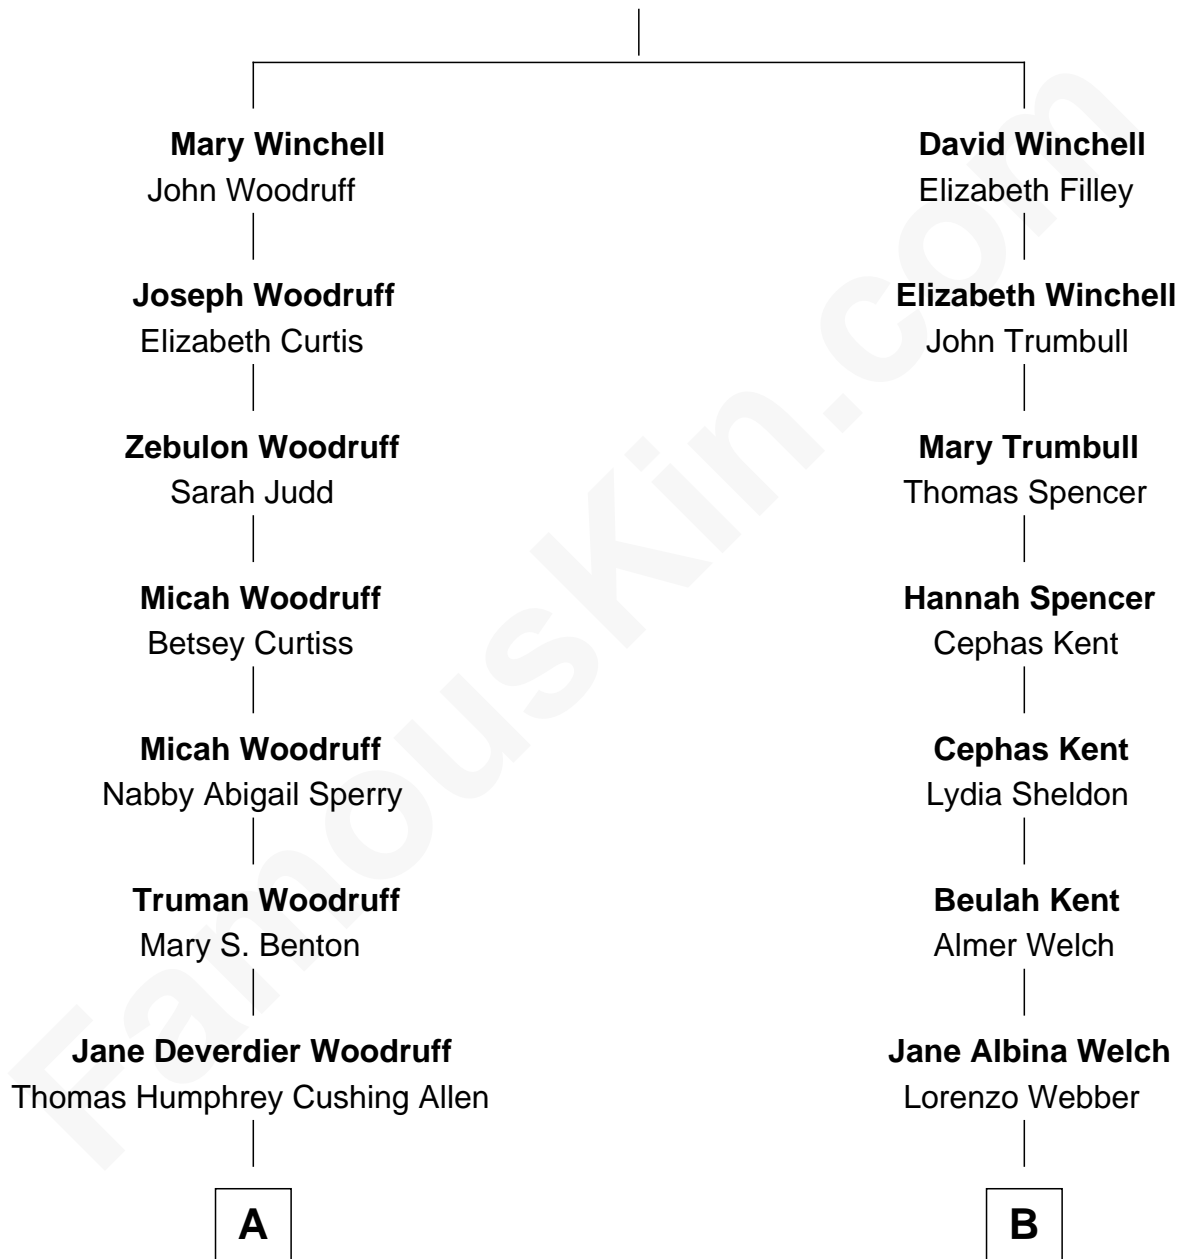 Mary Winchell
John Woodruff
David Winchell
Elizabeth Filley
Joseph Woodruff
Elizabeth Curtis
Elizabeth Winchell
John Trumbull
Zebulon Woodruff
Sarah Judd
Mary Trumbull
Thomas Spencer
Micah Woodruff
Betsey Curtiss
Hannah Spencer
Cephas Kent
Micah Woodruff
Nabby Abigail Sperry
Cephas Kent
Lydia Sheldon
Truman Woodruff
Mary S. Benton
Beulah Kent
Almer Welch
Jane Deverdier Woodruff
Thomas Humphrey Cushing Allen
Jane Albina Welch
Lorenzo Webber
A
B
FamousKin.com